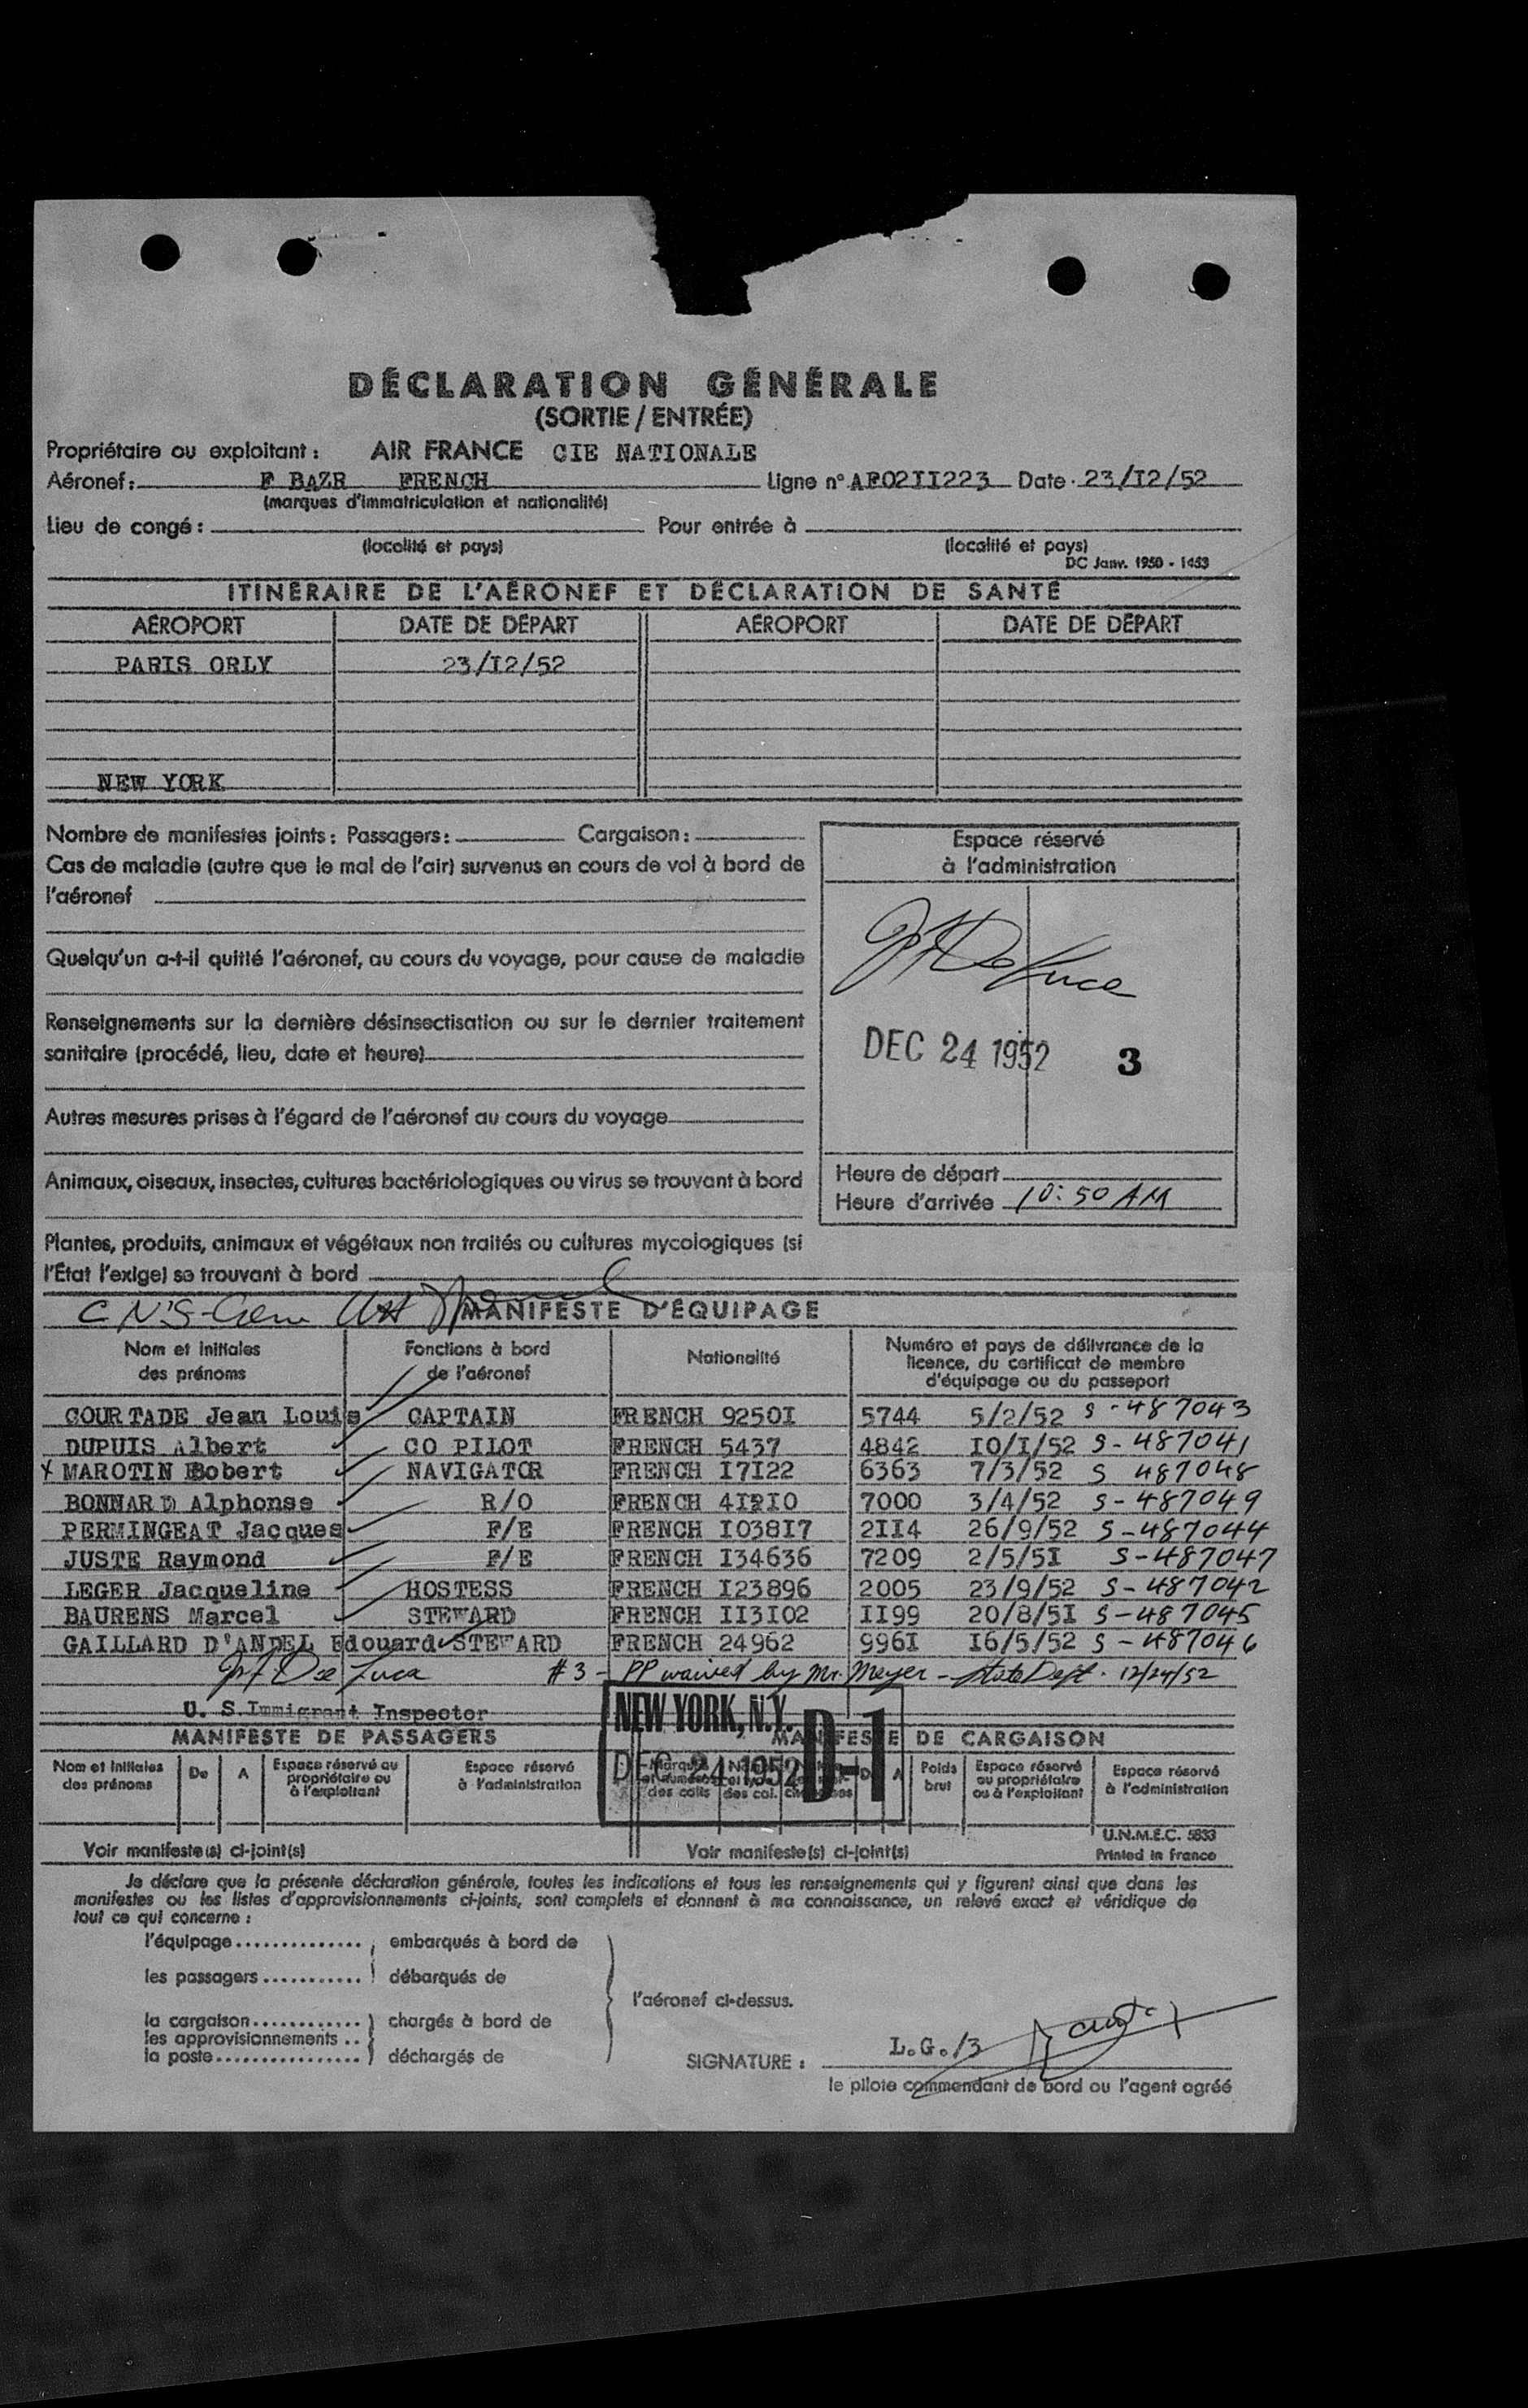 DÉCLARATION GÉNÉRALE
(SORTIE / ENTRÉE)
Propriétaire ou exploitant : AIR FRANCE CIE NATIONALE
Aéronef : F BAZR FRENCH Ligne n° AF02II223 Date 23/I2/52
(marques d'immatriculation et nationalité)
Lieu de congé : Pour entrée à
(localité et pays) (localité et pays)
DC Janv. 1950 - 1453
ITINÉRAIRE DE L'AÉRONEF ET DÉCLARATION DE SANTÉ
AÉROPORT DATE DE DÉPART AÉROPORT DATE DE DÉPART
PARIS ORLY 23/I2/52
NEW YORK
Nombre de manifestes joints : Passagers : Cargaison :
Cas de maladie (autre que le mal de l'air) survenus en cours de vol à bord de
l'aéronef
Quelqu'un a-t-il quitté l'aéronef, au cours du voyage, pour cause de maladie
Renseignements sur la dernière désinsectisation ou sur le dernier traitement
sanitaire (procédé, lieu, date et heure)
Autres mesures prises à l'égard de l'aéronef au cours du voyage
Animaux, oiseaux, insectes, cultures bactériologiques ou virus se trouvant à bord
Plantes, produits, animaux et végétaux non traités ou cultures mycologiques (si
l'État l'exige) se trouvant à bord
Espace réservé
à l'administration
DEC 24 1952 3
Heure de départ
Heure d'arrivée 10:50 AM
MANIFESTE D'ÉQUIPAGE
Nom et initiales des prénoms Fonctions à bord de l'aéronef Nationalité Numéro et pays de délivrance de la licence, du certificat de membre d'équipage ou du passeport
COURTADE Jean Louis CAPTAIN FRENCH 9250I 5744 5/2/52 S-487043
DUPUIS Albert CO PILOT FRENCH 5437 4842 IO/I/52 S-487041
X MAROTIN Robert NAVIGATOR FRENCH I7I22 6363 7/3/52 S 487048
BONNARD Alphonse R/O FRENCH 4I2IO 7000 3/4/52 S-487049
PERMINGEAT Jacques F/E FRENCH I038I7 2II4 26/9/52 S-487044
JUSTE Raymond F/E FRENCH I34636 7209 2/5/5I S-487047
LEGER Jacqueline HOSTESS FRENCH I23896 2005 23/9/52 S-487042
BAURENS Marcel STEWARD FRENCH II3I02 II99 20/8/5I S-487045
GAILLARD D'ANDEL Edouard STEWARD FRENCH 24962 996I I6/5/52 S-487046
De Luca #3 - PP waived by Mr. Meyer - State Dept. 12/24/52
U. S. Immigrant Inspector
NEW YORK, N.Y.
DEC 24 1952 D-1
MANIFESTE DE PASSAGERS MANIFESTE DE CARGAISON
Nom et initiales des prénoms De A Espace réservé au propriétaire ou à l'exploitant Espace réservé à l'administration Poids brut Espace réservé au propriétaire ou à l'exploitant Espace réservé à l'administration
U.N.M.E.C. 5833
Voir manifeste(s) ci-joint(s) Voir manifeste(s) ci-joint(s) Printed in France
Je déclare que la présente déclaration générale, toutes les indications et tous les renseignements qui y figurent ainsi que dans les
manifestes ou les listes d'approvisionnements ci-joints, sont complets et donnent à ma connaissance, un relevé exact et véridique de
tout ce qui concerne :
l'équipage .............. embarqués à bord de
les passagers ........... débarqués de
l'aéronef ci-dessus.
la cargaison ............ chargés à bord de
les approvisionnements ..
la poste ................ déchargés de
SIGNATURE : L.G./3
le pilote commandant de bord ou l'agent agréé